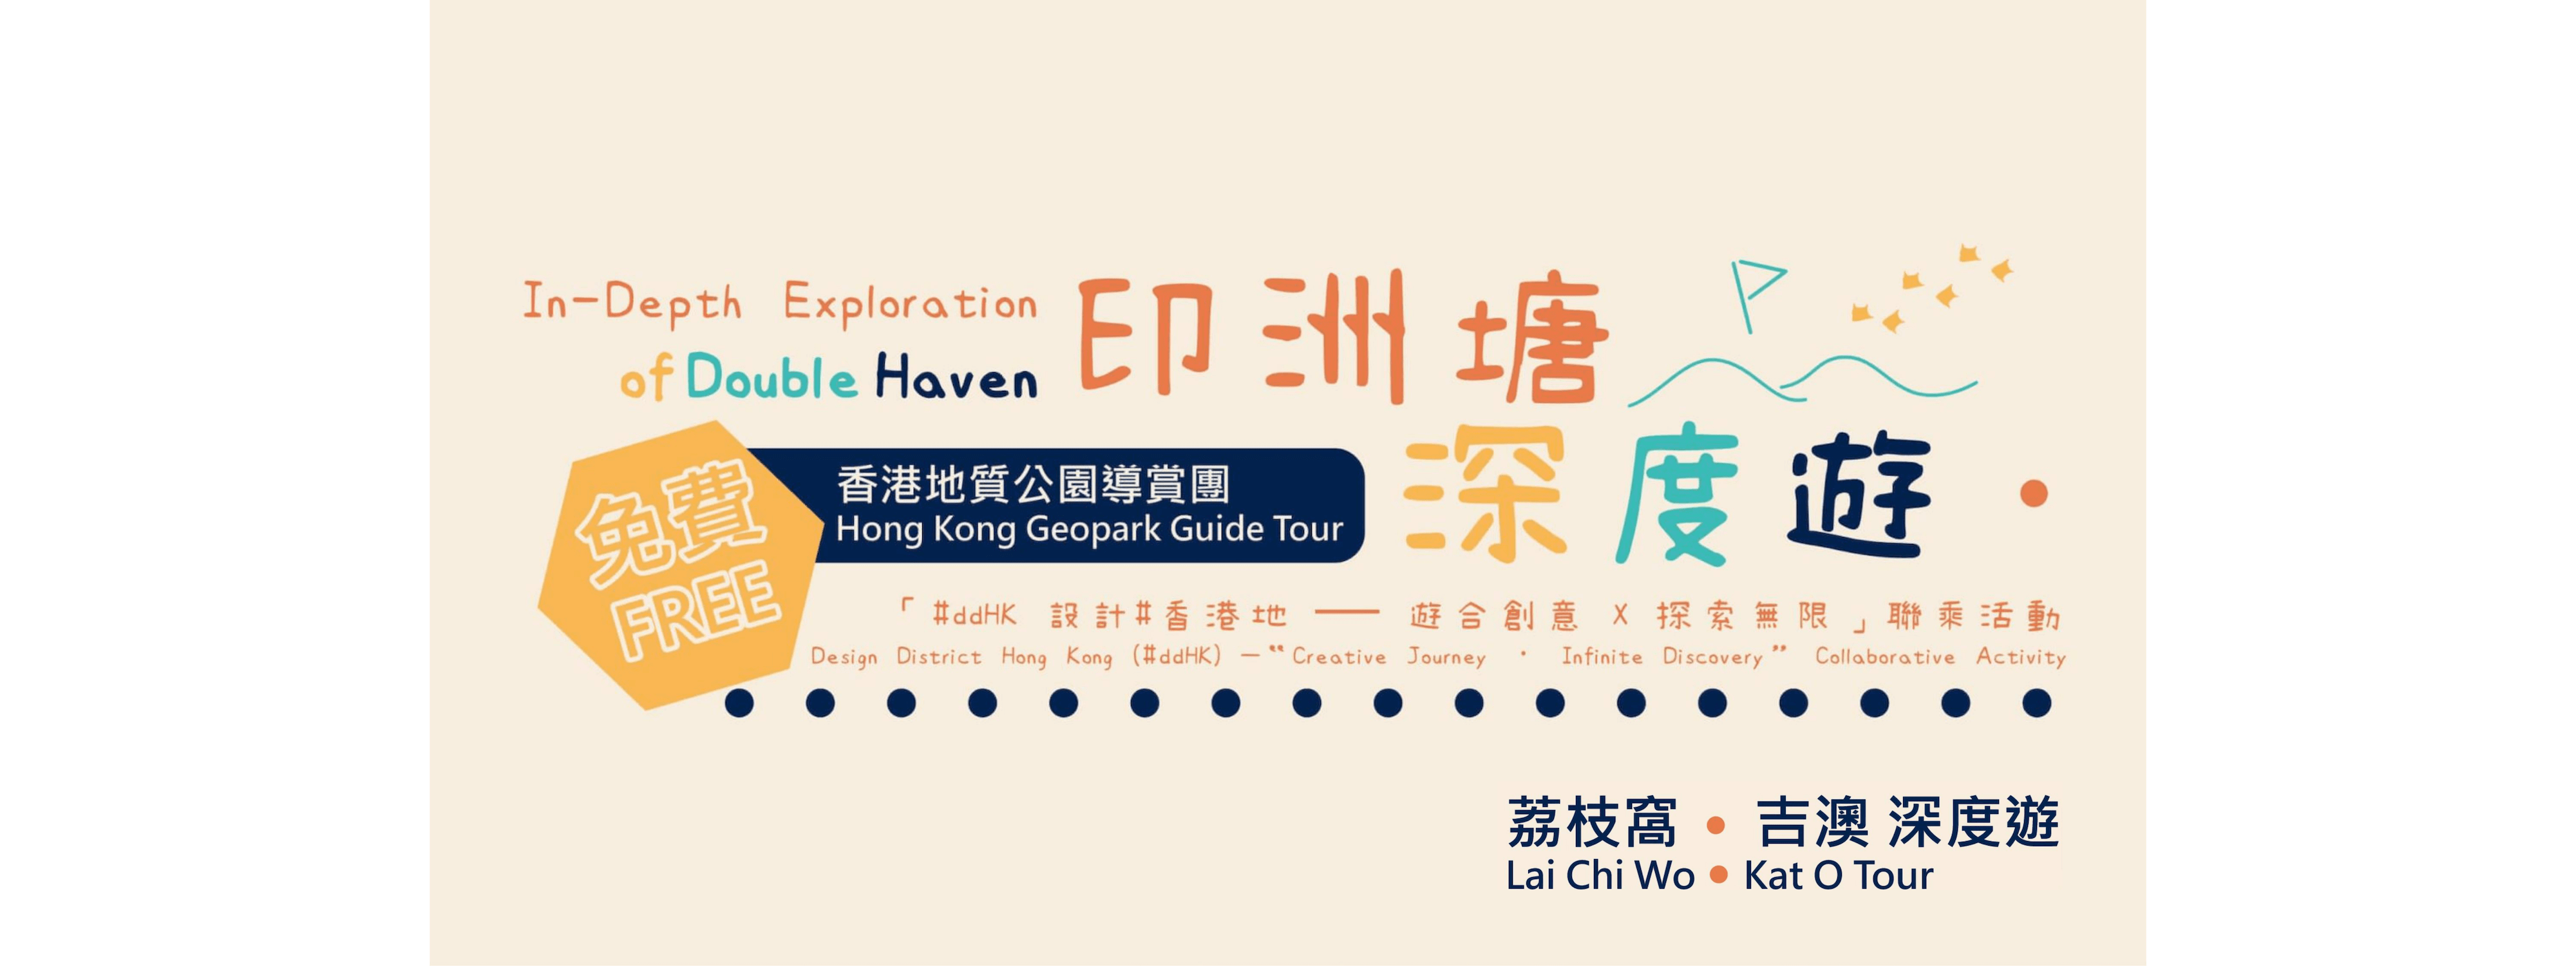 In-Depth Exploration
of Double Haven
印洲塘
深度遊
免費
FREE
香港地質公園導賞團
Hong Kong Geopark Guide Tour
「#ddHK 設計#香港地 —— 遊合創意 X 探索無限」聯乘活動
Design District Hong Kong (#ddHK) —“Creative Journey · Infinite Discovery” Collaborative Activity
荔枝窩 • 吉澳 深度遊
Lai Chi Wo • Kat O Tour